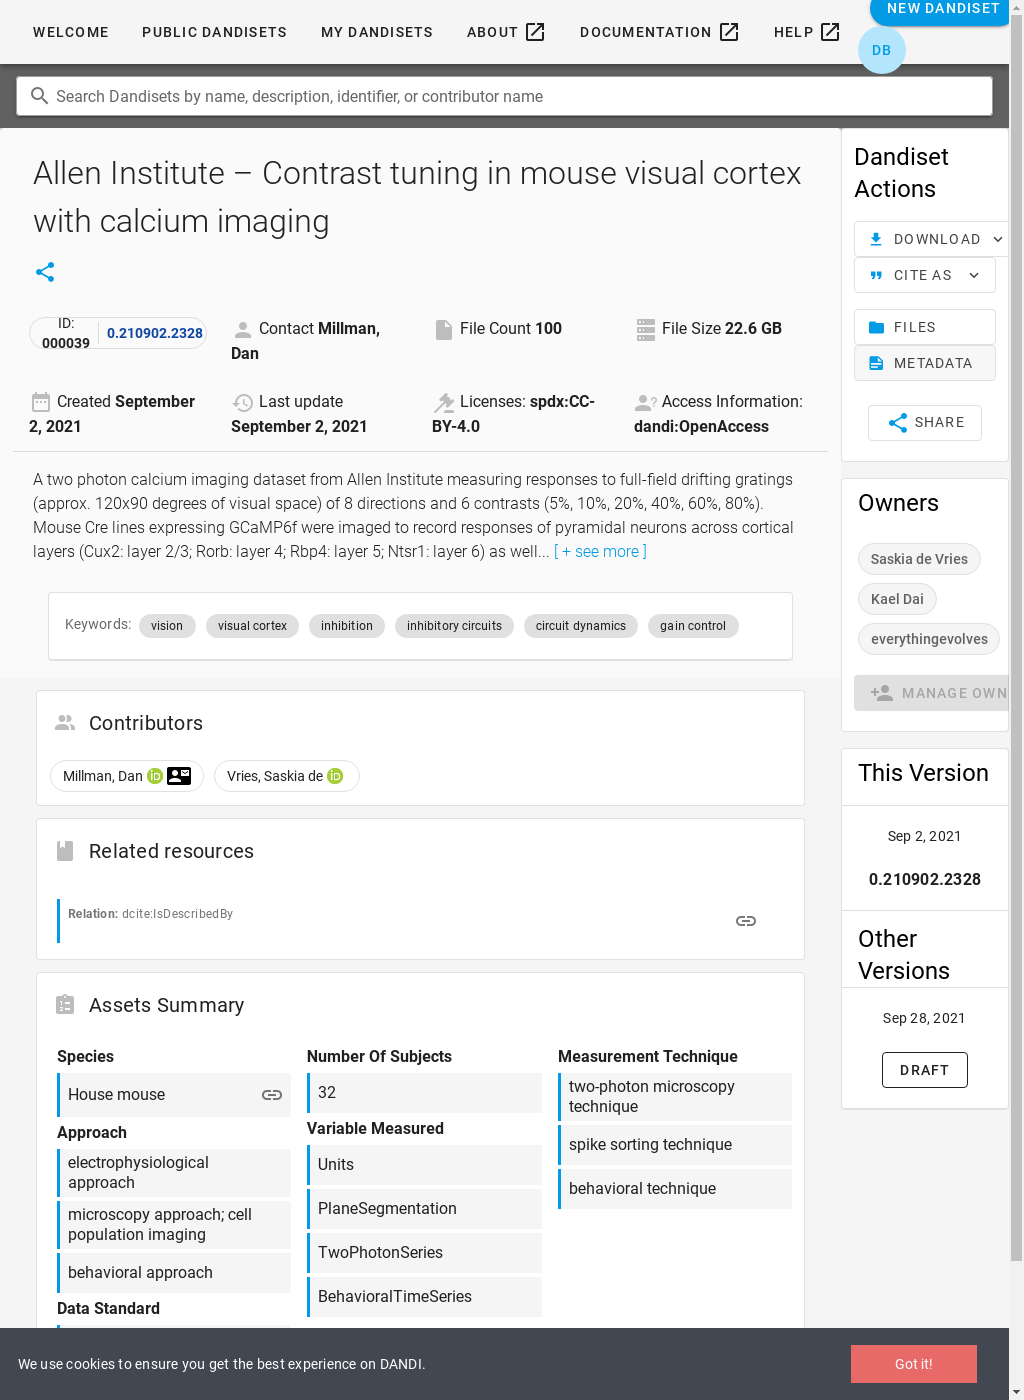 WELCOME PUBLIC DANDISETS MY DANDISETS ABOUT DOCUMENTATION HELP NEW DANDISET
DB
Search Dandisets by name, description, identifier, or contributor name
Allen Institute – Contrast tuning in mouse visual cortex
with calcium imaging
ID:
000039 0.210902.2328
Contact Millman,
Dan
File Count 100
File Size 22.6 GB
Created September
2, 2021
Last update
September 2, 2021
Licenses: spdx:CC-
BY-4.0
Access Information:
dandi:OpenAccess
A two photon calcium imaging dataset from Allen Institute measuring responses to full-field drifting gratings
(approx. 120x90 degrees of visual space) of 8 directions and 6 contrasts (5%, 10%, 20%, 40%, 60%, 80%).
Mouse Cre lines expressing GCaMP6f were imaged to record responses of pyramidal neurons across cortical
layers (Cux2: layer 2/3; Rorb: layer 4; Rbp4: layer 5; Ntsr1: layer 6) as well... [ + see more ]
Keywords: vision visual cortex inhibition inhibitory circuits circuit dynamics gain control
Contributors
Millman, Dan iD Vries, Saskia de iD
Related resources
Relation: dcite:IsDescribedBy
Assets Summary
Species
House mouse
Approach
electrophysiological
approach
microscopy approach; cell
population imaging
behavioral approach
Data Standard
Number Of Subjects
32
Variable Measured
Units
PlaneSegmentation
TwoPhotonSeries
BehavioralTimeSeries
Measurement Technique
two-photon microscopy
technique
spike sorting technique
behavioral technique
Dandiset
Actions
DOWNLOAD
CITE AS
FILES
METADATA
SHARE
Owners
Saskia de Vries
Kael Dai
everythingevolves
MANAGE OWN
This Version
Sep 2, 2021
0.210902.2328
Other
Versions
Sep 28, 2021
DRAFT
We use cookies to ensure you get the best experience on DANDI.
Got it!